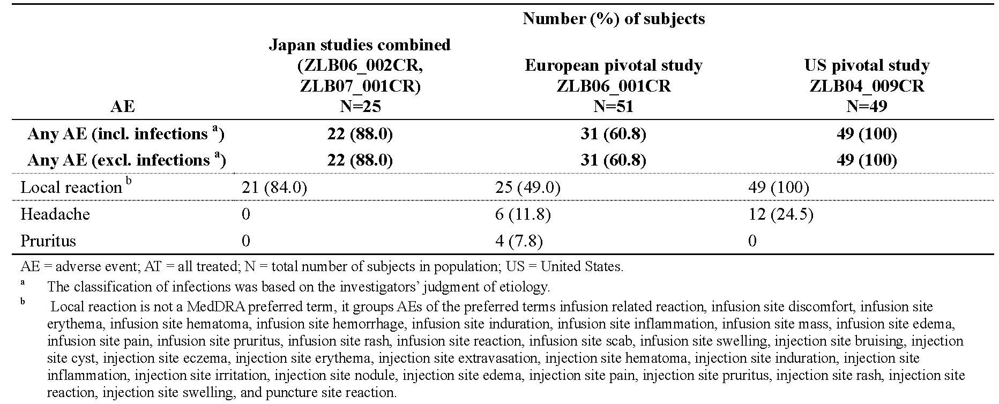 Number (%) of subjects
Japan studies combined
(ZLB06_002CR,
ZLB07_001CR)
N=25
European pivotal study
ZLB06_001CR
N=51
US pivotal study
ZLB04_009CR
N=49
AE
Any AE (incl. infections a) 22 (88.0) 31 (60.8) 49 (100)
Any AE (excl. infections a) 22 (88.0) 31 (60.8) 49 (100)
Local reaction b 21 (84.0) 25 (49.0) 49 (100)
Headache 0 6 (11.8) 12 (24.5)
Pruritus 0 4 (7.8) 0
AE = adverse event; AT = all treated; N = total number of subjects in population; US = United States.
a The classification of infections was based on the investigators’ judgment of etiology.
b Local reaction is not a MedDRA preferred term, it groups AEs of the preferred terms infusion related reaction, infusion site discomfort, infusion site
erythema, infusion site hematoma, infusion site hemorrhage, infusion site induration, infusion site inflammation, infusion site mass, infusion site edema,
infusion site pain, infusion site pruritus, infusion site rash, infusion site reaction, infusion site scab, infusion site swelling, injection site bruising, injection
site cyst, injection site eczema, injection site erythema, injection site extravasation, injection site hematoma, injection site induration, injection site
inflammation, injection site irritation, injection site nodule, injection site edema, injection site pain, injection site pruritus, injection site rash, injection site
reaction, injection site swelling, and puncture site reaction.